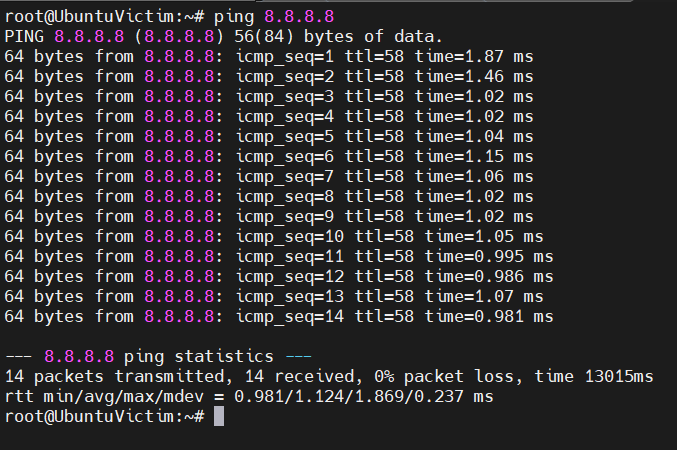 root@UbuntuVictim:~# ping 8.8.8.8
PING 8.8.8.8 (8.8.8.8) 56(84) bytes of data.
64 bytes from 8.8.8.8: icmp_seq=1 ttl=58 time=1.87 ms
64 bytes from 8.8.8.8: icmp_seq=2 ttl=58 time=1.46 ms
64 bytes from 8.8.8.8: icmp_seq=3 ttl=58 time=1.02 ms
64 bytes from 8.8.8.8: icmp_seq=4 ttl=58 time=1.02 ms
64 bytes from 8.8.8.8: icmp_seq=5 ttl=58 time=1.04 ms
64 bytes from 8.8.8.8: icmp_seq=6 ttl=58 time=1.15 ms
64 bytes from 8.8.8.8: icmp_seq=7 ttl=58 time=1.06 ms
64 bytes from 8.8.8.8: icmp_seq=8 ttl=58 time=1.02 ms
64 bytes from 8.8.8.8: icmp_seq=9 ttl=58 time=1.02 ms
64 bytes from 8.8.8.8: icmp_seq=10 ttl=58 time=1.05 ms
64 bytes from 8.8.8.8: icmp_seq=11 ttl=58 time=0.995 ms
64 bytes from 8.8.8.8: icmp_seq=12 ttl=58 time=0.986 ms
64 bytes from 8.8.8.8: icmp_seq=13 ttl=58 time=1.07 ms
64 bytes from 8.8.8.8: icmp_seq=14 ttl=58 time=0.981 ms
--- 8.8.8.8 ping statistics ---
14 packets transmitted, 14 received, 0% packet loss, time 13015ms
rtt min/avg/max/mdev = 0.981/1.124/1.869/0.237 ms
root@UbuntuVictim:~#